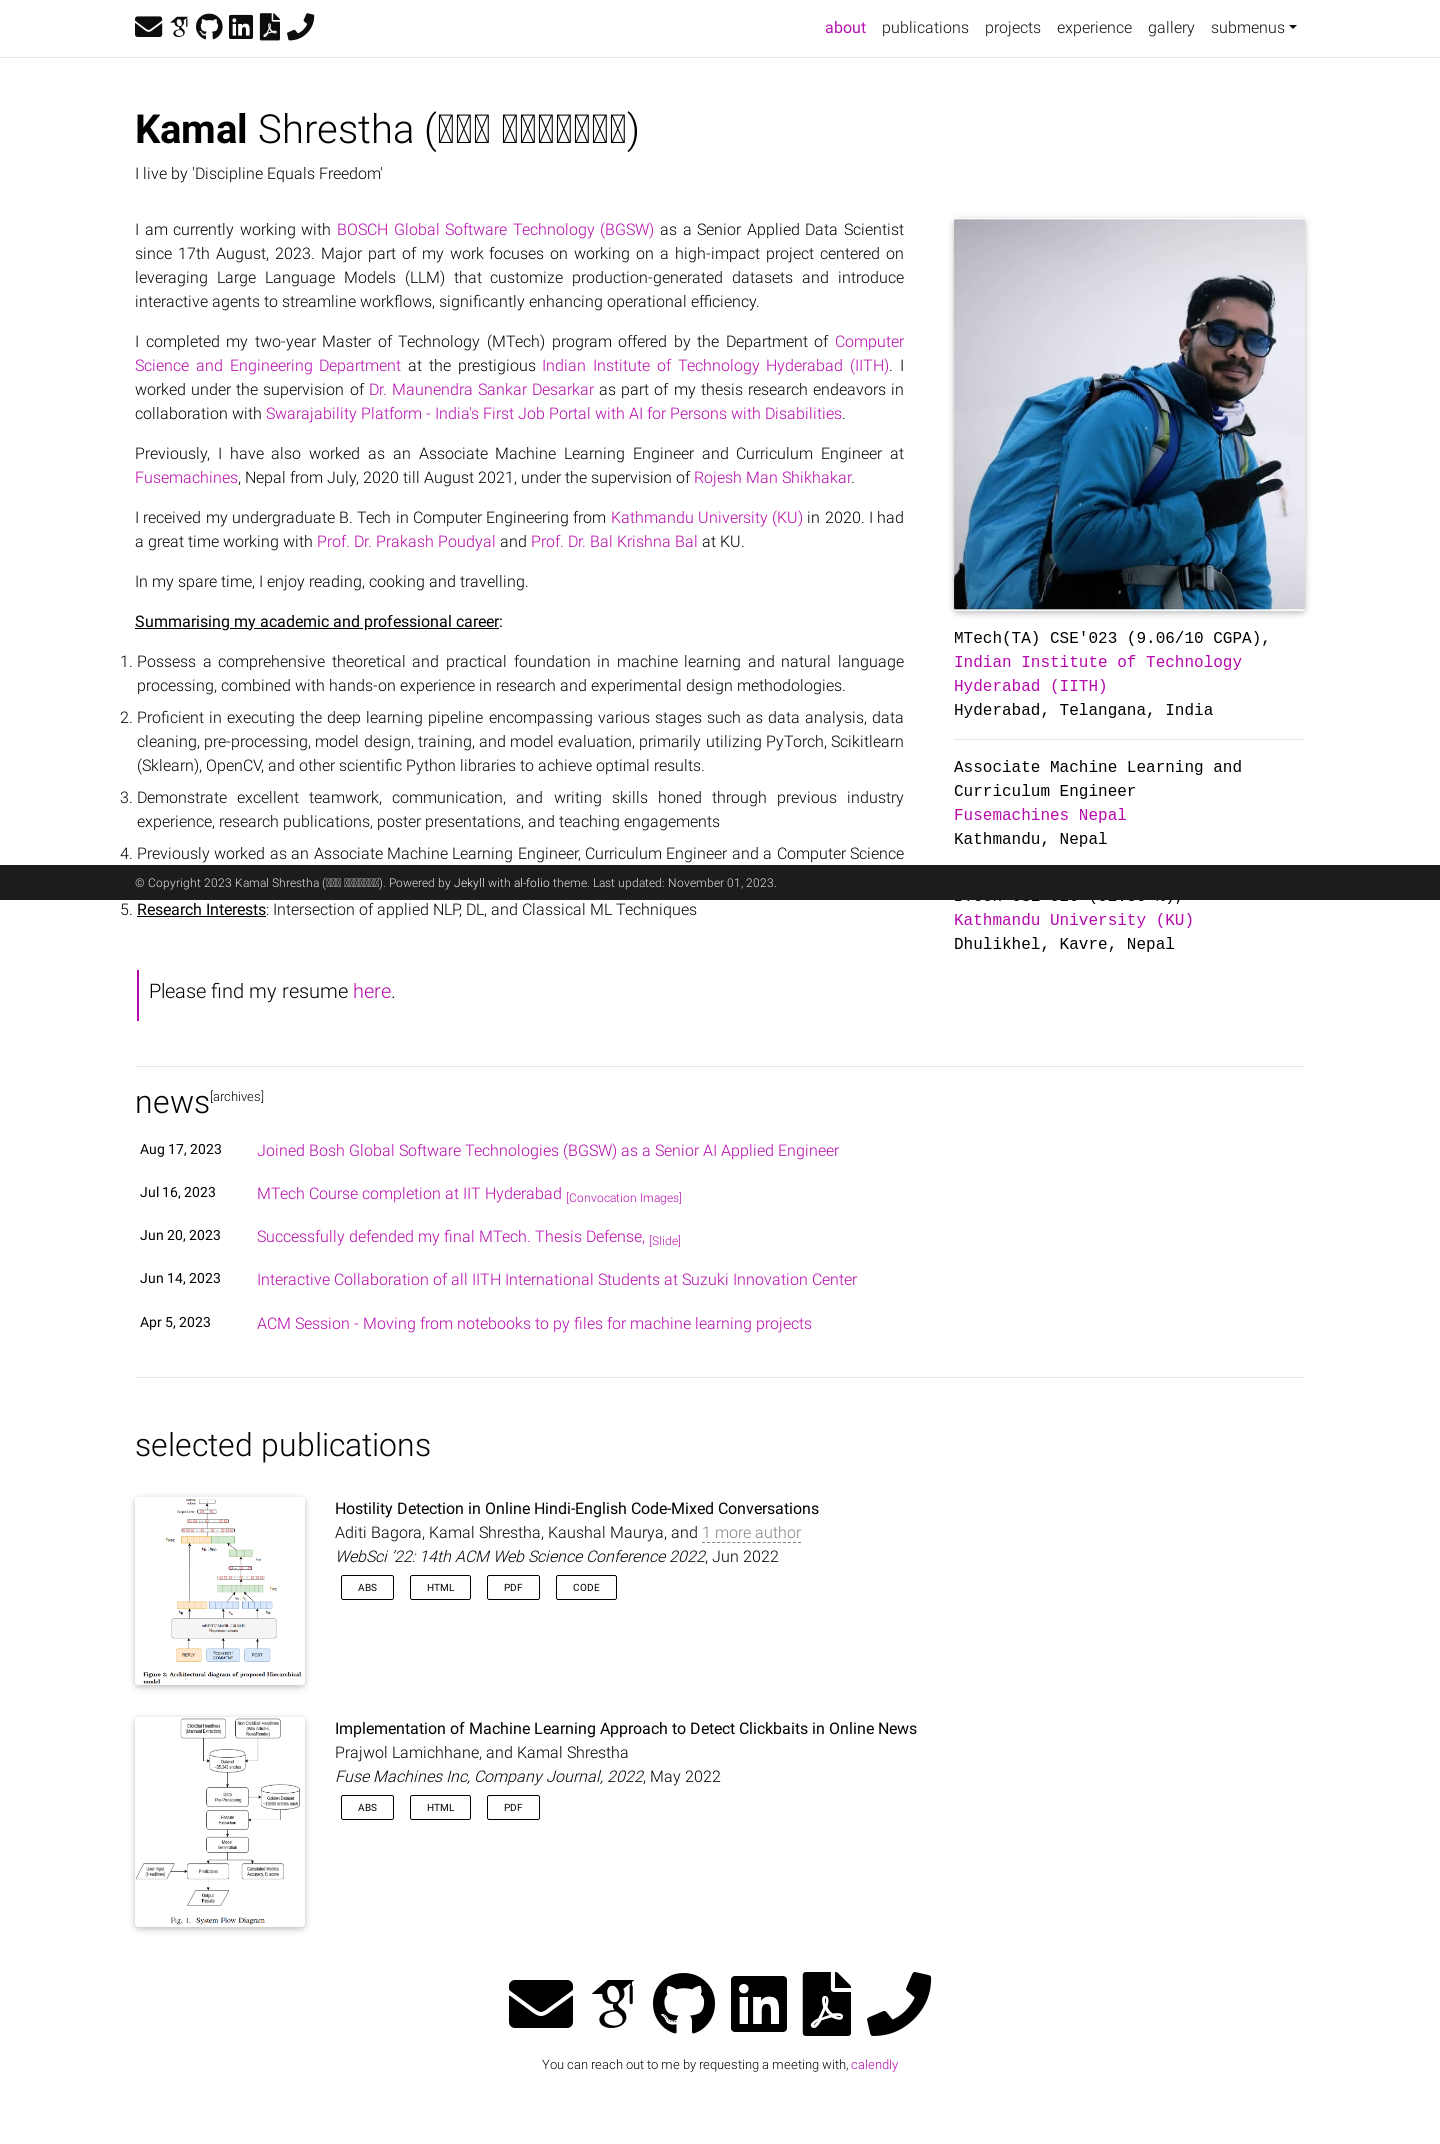 about publications projects experience gallery submenus
Kamal Shrestha
I live by 'Discipline Equals Freedom'
I am currently working with BOSCH Global Software Technology (BGSW) as a Senior Applied Data Scientist
since 17th August, 2023. Major part of my work focuses on working on a high-impact project centered on
leveraging Large Language Models (LLM) that customize production-generated datasets and introduce
interactive agents to streamline workflows, significantly enhancing operational efficiency.
I completed my two-year Master of Technology (MTech) program offered by the Department of Computer
Science and Engineering Department at the prestigious Indian Institute of Technology Hyderabad (IITH). I
worked under the supervision of Dr. Maunendra Sankar Desarkar as part of my thesis research endeavors in
collaboration with Swarajability Platform - India's First Job Portal with AI for Persons with Disabilities.
Previously, I have also worked as an Associate Machine Learning Engineer and Curriculum Engineer at
Fusemachines, Nepal from July, 2020 till August 2021, under the supervision of Rojesh Man Shikhakar.
I received my undergraduate B. Tech in Computer Engineering from Kathmandu University (KU) in 2020. I had
a great time working with Prof. Dr. Prakash Poudyal and Prof. Dr. Bal Krishna Bal at KU.
In my spare time, I enjoy reading, cooking and travelling.
Summarising my academic and professional career:
1. Possess a comprehensive theoretical and practical foundation in machine learning and natural language
processing, combined with hands-on experience in research and experimental design methodologies.
2. Proficient in executing the deep learning pipeline encompassing various stages such as data analysis, data
cleaning, pre-processing, model design, training, and model evaluation, primarily utilizing PyTorch, Scikitlearn
(Sklearn), OpenCV, and other scientific Python libraries to achieve optimal results.
3. Demonstrate excellent teamwork, communication, and writing skills honed through previous industry
experience, research publications, poster presentations, and teaching engagements
4. Previously worked as an Associate Machine Learning Engineer, Curriculum Engineer and a Computer Science
5. Research Interests: Intersection of applied NLP, DL, and Classical ML Techniques
MTech(TA) CSE'023 (9.06/10 CGPA),
Indian Institute of Technology
Hyderabad (IITH)
Hyderabad, Telangana, India
Associate Machine Learning and
Curriculum Engineer
Fusemachines Nepal
Kathmandu, Nepal
Kathmandu University (KU)
Dhulikhel, Kavre, Nepal
© Copyright 2023 Kamal Shrestha. Powered by Jekyll with al-folio theme. Last updated: November 01, 2023.
Please find my resume here.
news[archives]
Aug 17, 2023 Joined Bosh Global Software Technologies (BGSW) as a Senior AI Applied Engineer
Jul 16, 2023 MTech Course completion at IIT Hyderabad [Convocation Images]
Jun 20, 2023 Successfully defended my final MTech. Thesis Defense, [Slide]
Jun 14, 2023 Interactive Collaboration of all IITH International Students at Suzuki Innovation Center
Apr 5, 2023 ACM Session - Moving from notebooks to py files for machine learning projects
selected publications
REPLY COMMENT POST
Figure 2: Architectural diagram of proposed Hierarchical
model
Hostility Detection in Online Hindi-English Code-Mixed Conversations
Aditi Bagora, Kamal Shrestha, Kaushal Maurya, and 1 more author
WebSci '22: 14th ACM Web Science Conference 2022, Jun 2022
ABS HTML PDF CODE
Fig. 1. System Flow Diagram
Implementation of Machine Learning Approach to Detect Clickbaits in Online News
Prajwol Lamichhane, and Kamal Shrestha
Fuse Machines Inc, Company Journal, 2022, May 2022
ABS HTML PDF
You can reach out to me by requesting a meeting with, calendly